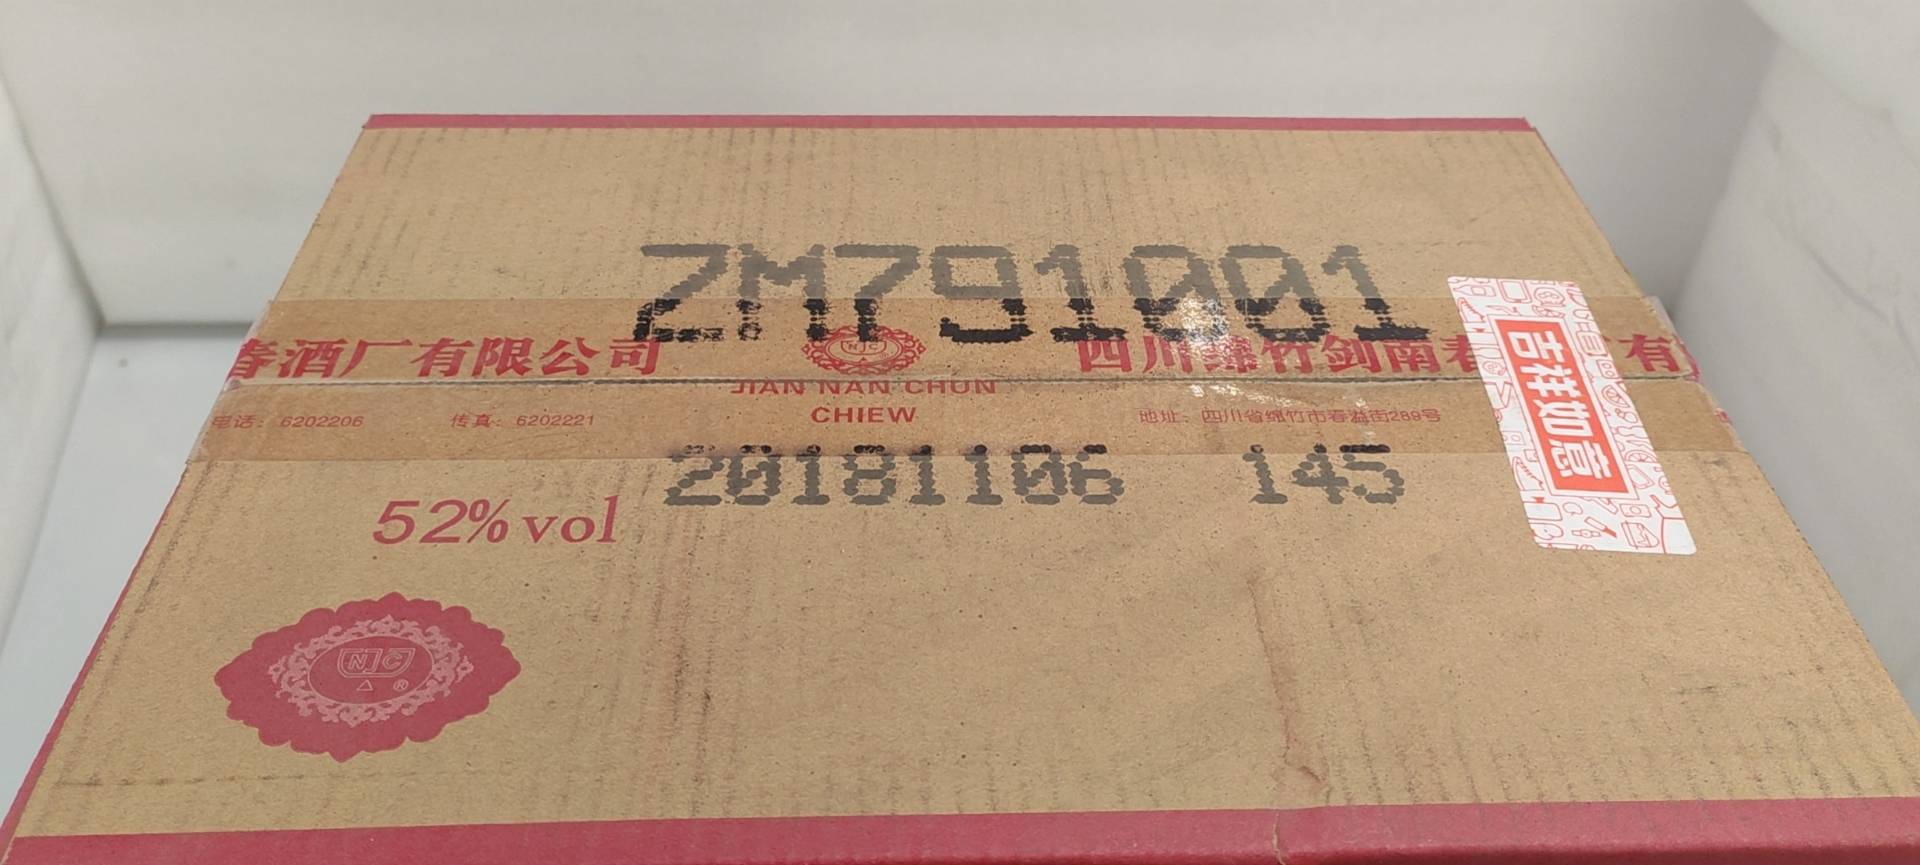 ZM791001
春酒厂有限公司
NJC
四川绵竹剑南春
有
JIAN NAN CHUN
CHIEW
电话：6202206
传真：6202221
地址：四川省绵竹市春溢街289号
20181106 145
52% vol
NJC
®
吉祥如意